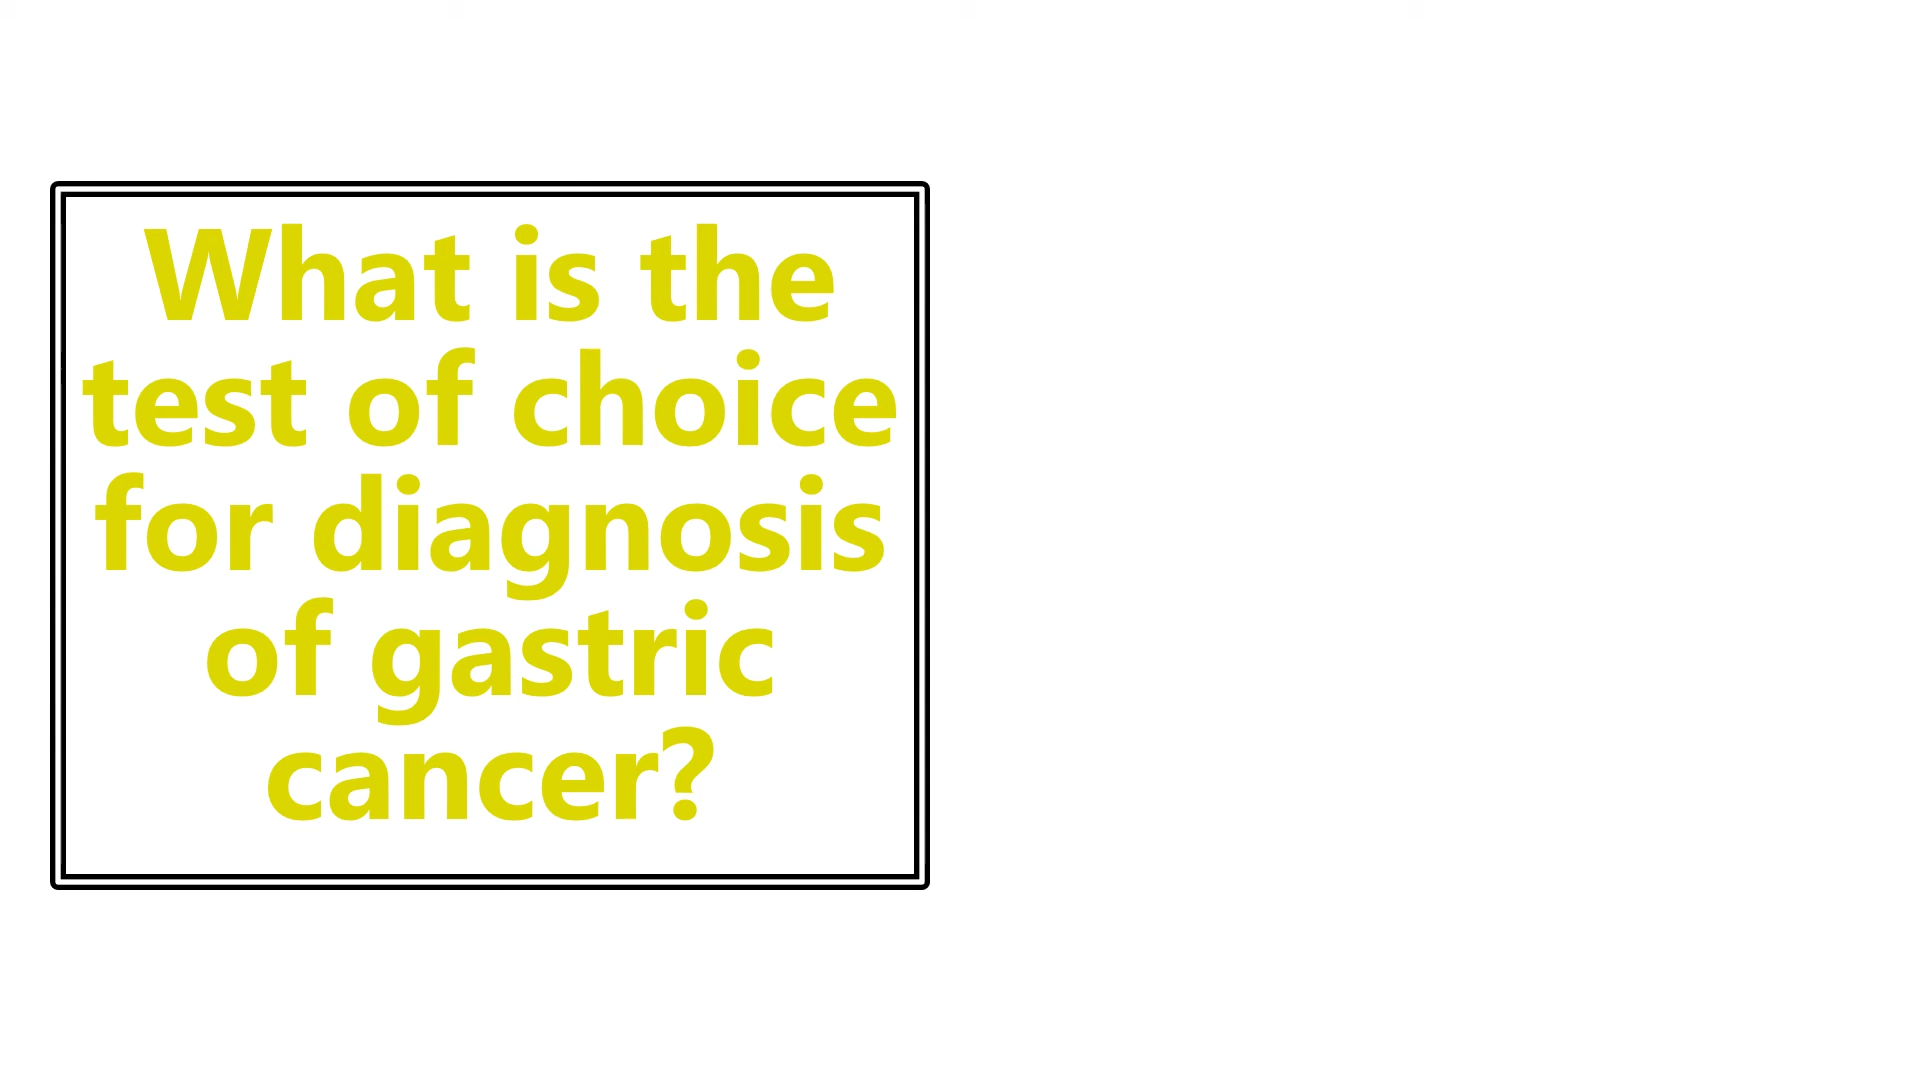 What is the
test of choice
for diagnosis
of gastric
cancer?